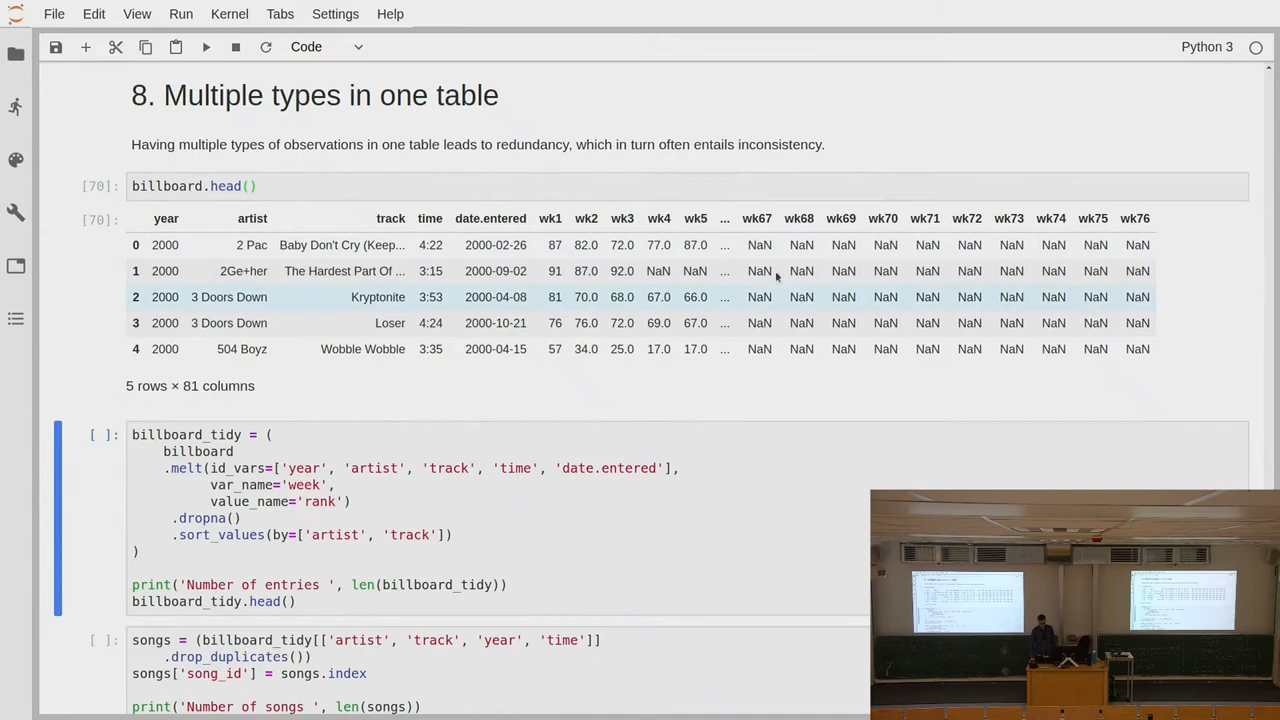 File Edit View Run Kernel Tabs Settings Help
Code Python 3
8. Multiple types in one table
Having multiple types of observations in one table leads to redundancy, which in turn often entails inconsistency.
[70]: billboard.head()
[70]: year artist track time date.entered wk1 wk2 wk3 wk4 wk5 ... wk67 wk68 wk69 wk70 wk71 wk72 wk73 wk74 wk75 wk76
0 2000 2 Pac Baby Don't Cry (Keep... 4:22 2000-02-26 87 82.0 72.0 77.0 87.0 ... NaN NaN NaN NaN NaN NaN NaN NaN NaN NaN
1 2000 2Ge+her The Hardest Part Of ... 3:15 2000-09-02 91 87.0 92.0 NaN NaN ... NaN NaN NaN NaN NaN NaN NaN NaN NaN NaN
2 2000 3 Doors Down Kryptonite 3:53 2000-04-08 81 70.0 68.0 67.0 66.0 ... NaN NaN NaN NaN NaN NaN NaN NaN NaN NaN
3 2000 3 Doors Down Loser 4:24 2000-10-21 76 76.0 72.0 69.0 67.0 ... NaN NaN NaN NaN NaN NaN NaN NaN NaN NaN
4 2000 504 Boyz Wobble Wobble 3:35 2000-04-15 57 34.0 25.0 17.0 17.0 ... NaN NaN NaN NaN NaN NaN NaN NaN NaN NaN
5 rows × 81 columns
[ ]: billboard_tidy = (
    billboard
    .melt(id_vars=['year', 'artist', 'track', 'time', 'date.entered'],
          var_name='week',
          value_name='rank')
     .dropna()
     .sort_values(by=['artist', 'track'])
)
print('Number of entries ', len(billboard_tidy))
billboard_tidy.head()
[ ]: songs = (billboard_tidy[['artist', 'track', 'year', 'time']]
     .drop_duplicates())
songs['song_id'] = songs.index
print('Number of songs ', len(songs))